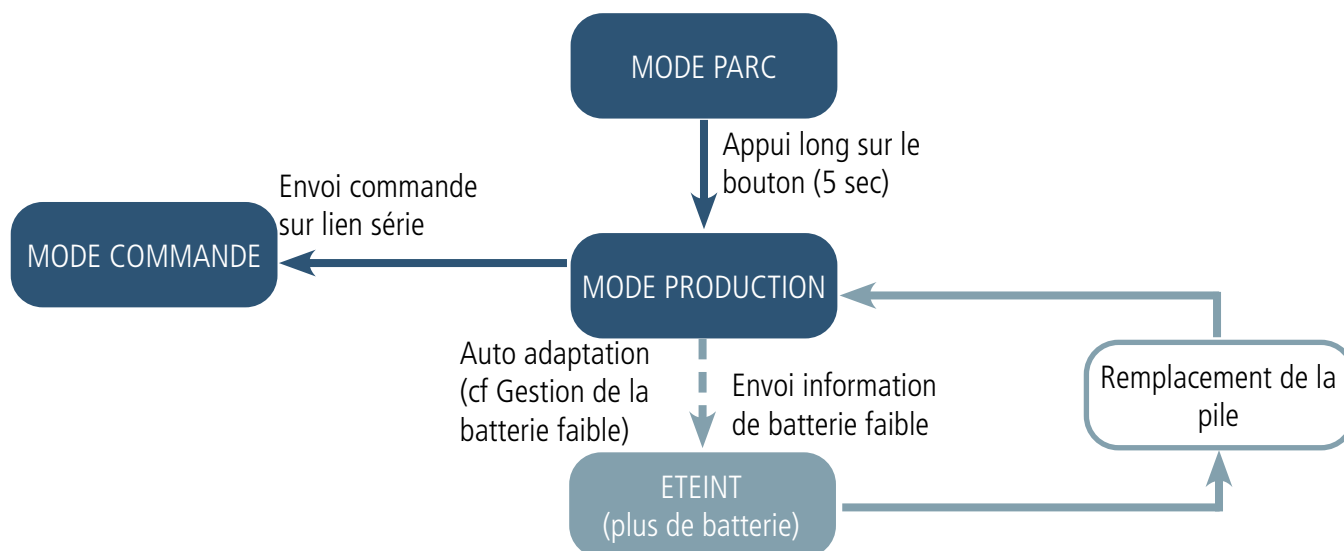 MODE PARC
Appui long sur le
bouton (5 sec)
Envoi commande
sur lien série
MODE COMMANDE
MODE PRODUCTION
Auto adaptation
(cf Gestion de la
batterie faible)
Envoi information
de batterie faible
Remplacement de la
pile
ETEINT
(plus de batterie)